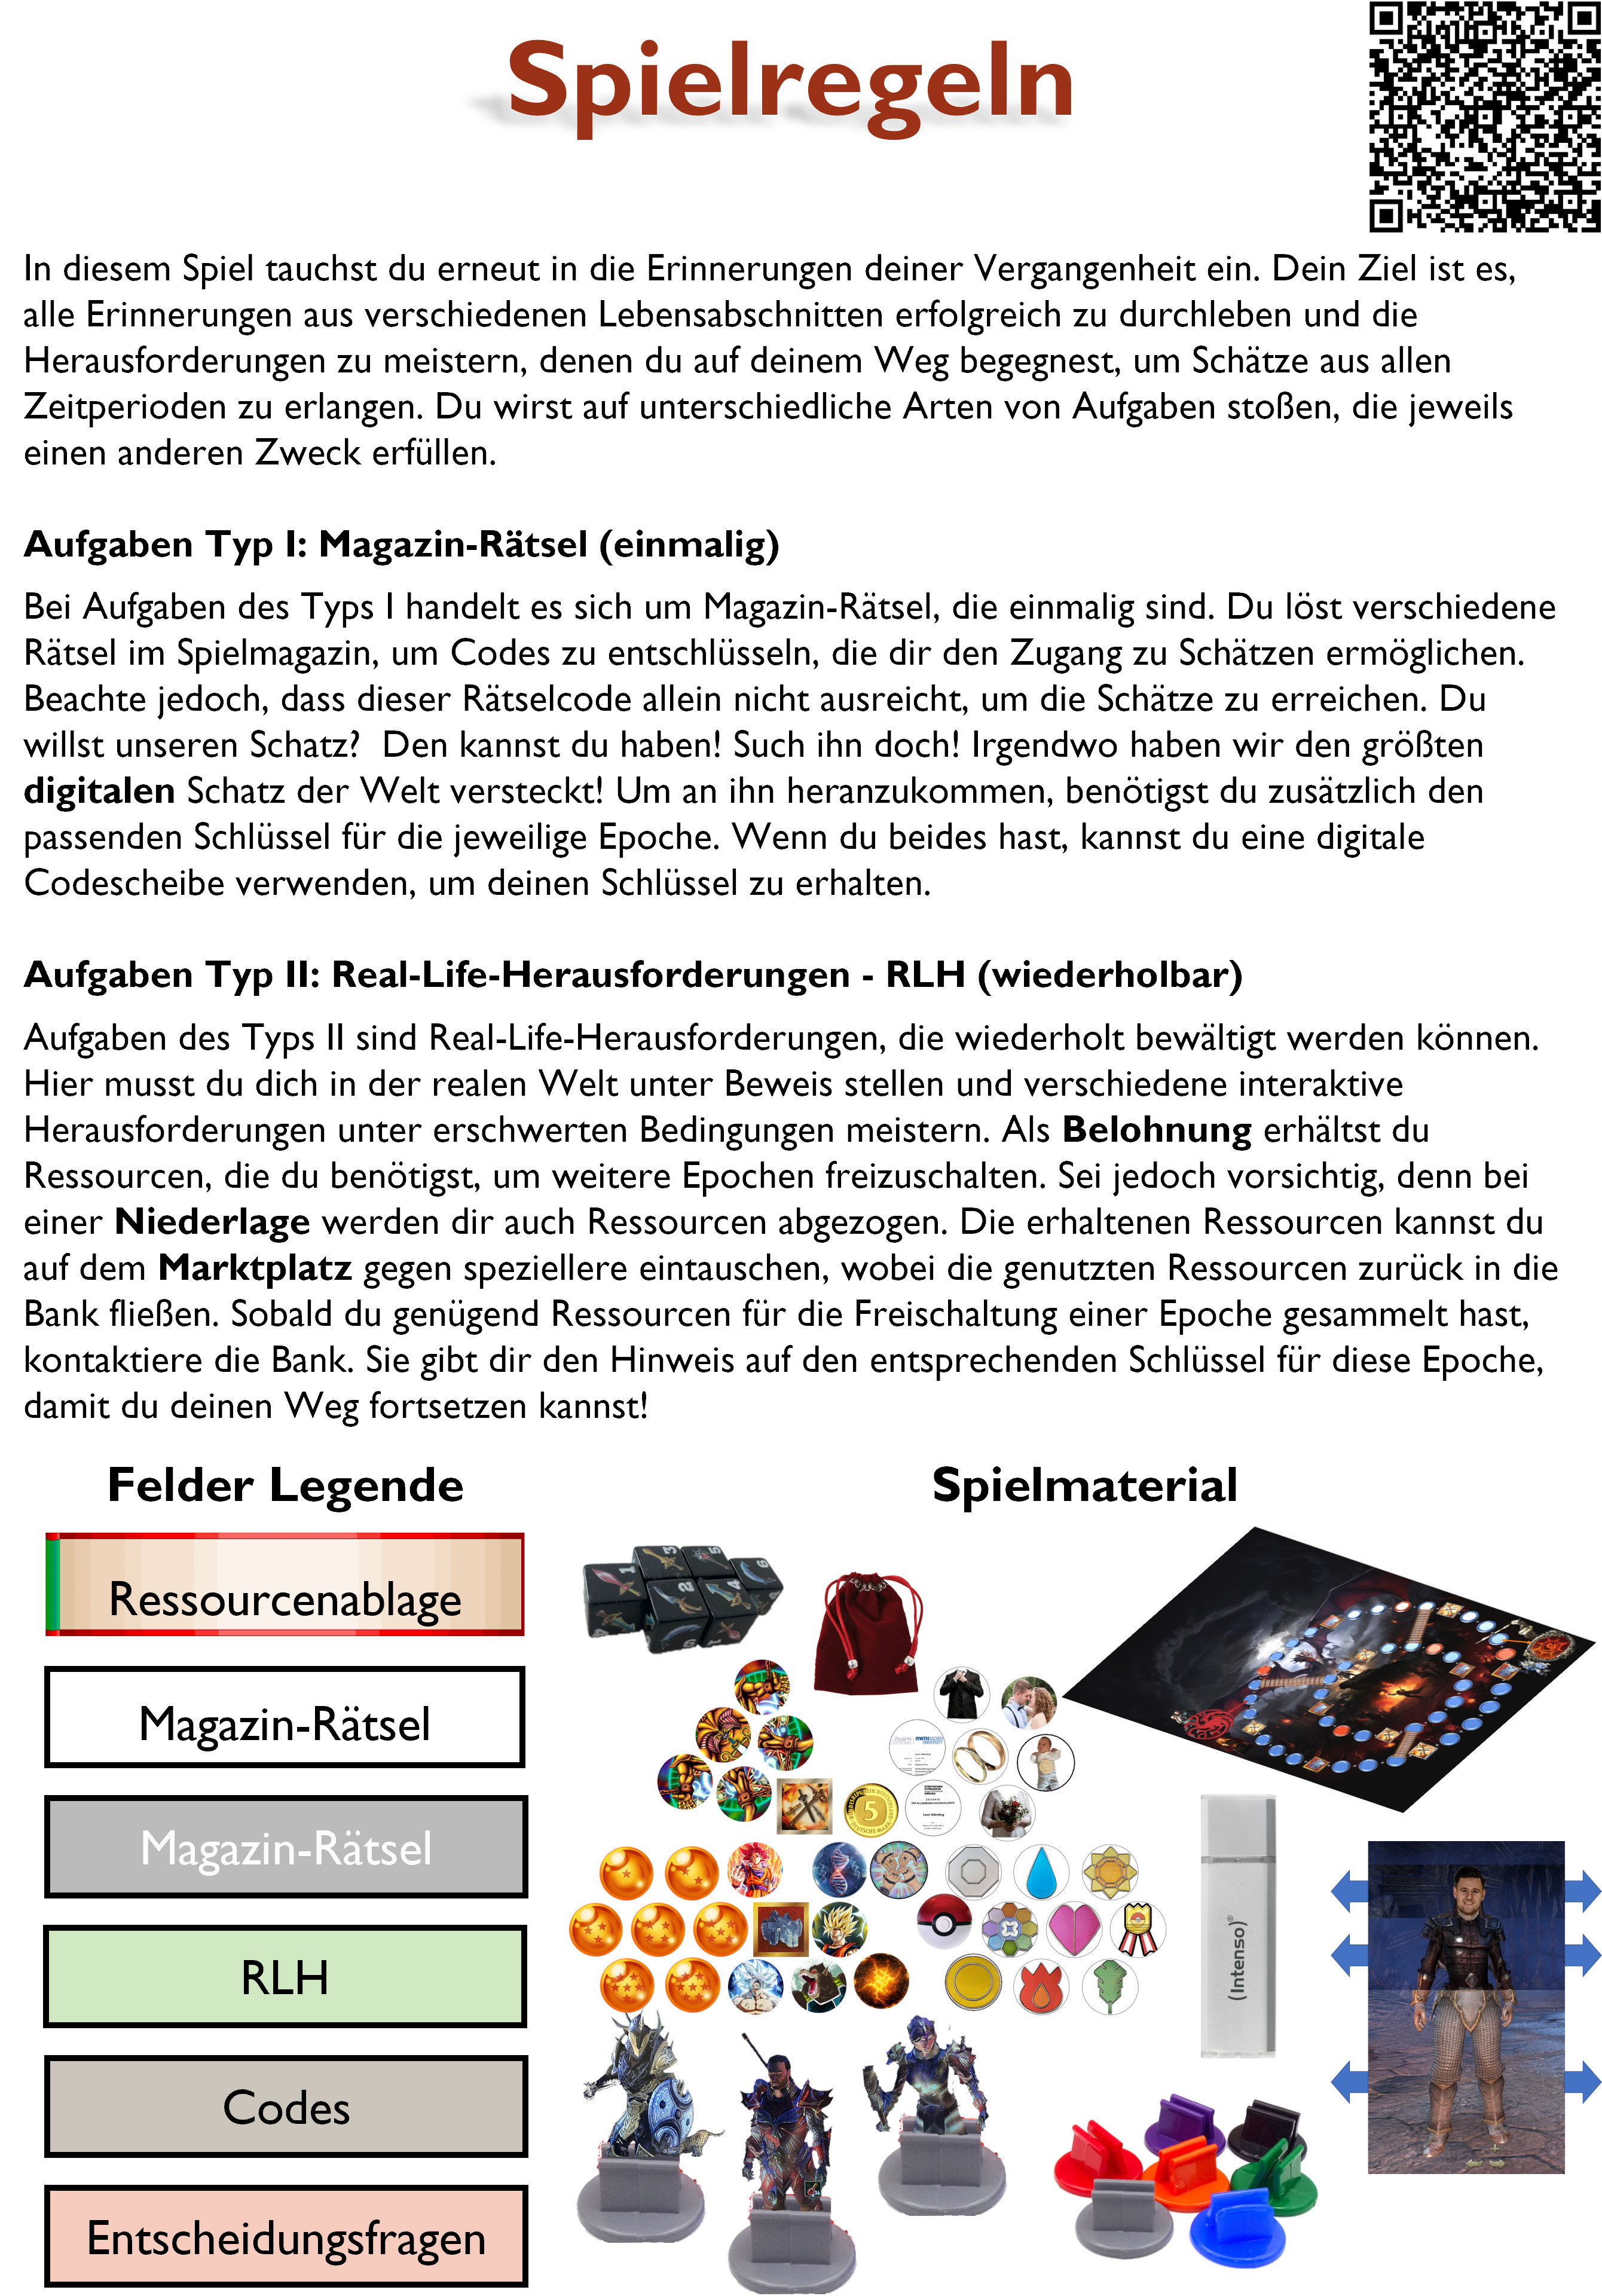 Spielregeln
In diesem Spiel tauchst du erneut in die Erinnerungen deiner Vergangenheit ein. Dein Ziel ist es,
alle Erinnerungen aus verschiedenen Lebensabschnitten erfolgreich zu durchleben und die
Herausforderungen zu meistern, denen du auf deinem Weg begegnest, um Schätze aus allen
Zeitperioden zu erlangen. Du wirst auf unterschiedliche Arten von Aufgaben stoßen, die jeweils
einen anderen Zweck erfüllen.
Aufgaben Typ I: Magazin-Rätsel (einmalig)
Bei Aufgaben des Typs I handelt es sich um Magazin-Rätsel, die einmalig sind. Du löst verschiedene
Rätsel im Spielmagazin, um Codes zu entschlüsseln, die dir den Zugang zu Schätzen ermöglichen.
Beachte jedoch, dass dieser Rätselcode allein nicht ausreicht, um die Schätze zu erreichen. Du
willst unseren Schatz?  Den kannst du haben! Such ihn doch! Irgendwo haben wir den größten
digitalen Schatz der Welt versteckt! Um an ihn heranzukommen, benötigst du zusätzlich den
passenden Schlüssel für die jeweilige Epoche. Wenn du beides hast, kannst du eine digitale
Codescheibe verwenden, um deinen Schlüssel zu erhalten.
Aufgaben Typ II: Real-Life-Herausforderungen - RLH (wiederholbar)
Aufgaben des Typs II sind Real-Life-Herausforderungen, die wiederholt bewältigt werden können.
Hier musst du dich in der realen Welt unter Beweis stellen und verschiedene interaktive
Herausforderungen unter erschwerten Bedingungen meistern. Als Belohnung erhältst du
Ressourcen, die du benötigst, um weitere Epochen freizuschalten. Sei jedoch vorsichtig, denn bei
einer Niederlage werden dir auch Ressourcen abgezogen. Die erhaltenen Ressourcen kannst du
auf dem Marktplatz gegen speziellere eintauschen, wobei die genutzten Ressourcen zurück in die
Bank fließen. Sobald du genügend Ressourcen für die Freischaltung einer Epoche gesammelt hast,
kontaktiere die Bank. Sie gibt dir den Hinweis auf den entsprechenden Schlüssel für diese Epoche,
damit du deinen Weg fortsetzen kannst!
Felder Legende
Spielmaterial
Ressourcenablage
Magazin-Rätsel
Magazin-Rätsel
RLH
Codes
Entscheidungsfragen
1
3
5
6
2
4
5
DEUTSCHE MARK
(Intenso)®